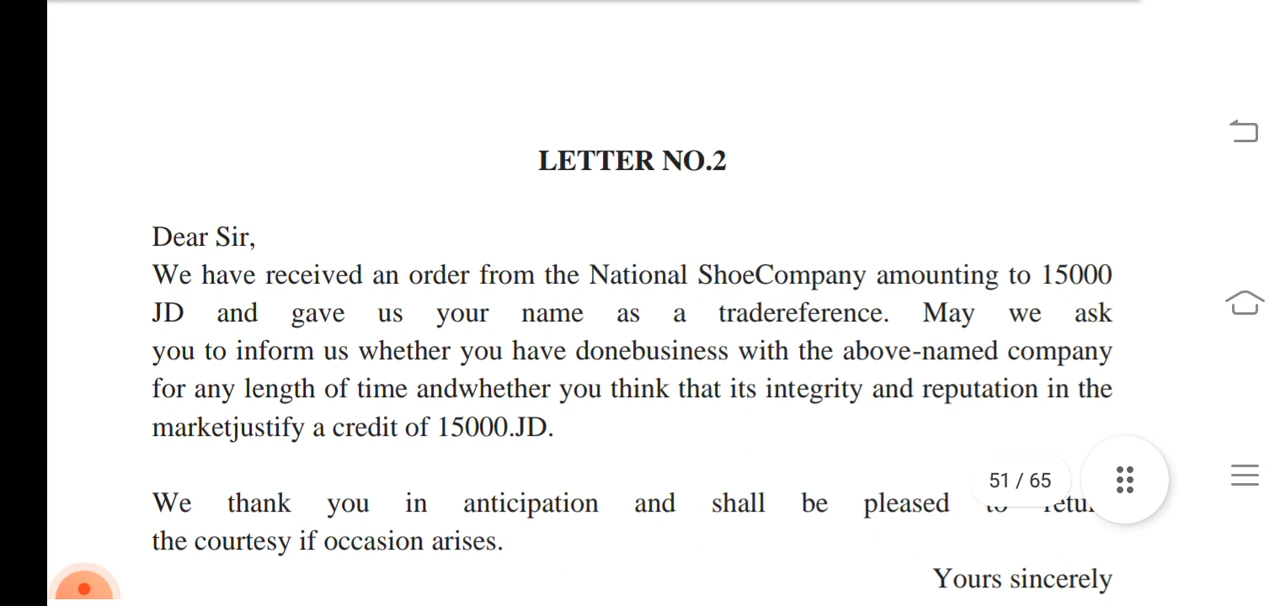 LETTER NO.2
Dear Sir,
We have received an order from the National ShoeCompany amounting to 15000
JD and gave us your name as a tradereference. May we ask
you to inform us whether you have donebusiness with the above-named company
for any length of time andwhether you think that its integrity and reputation in the
marketjustify a credit of 15000.JD.
51 / 65
We thank you in anticipation and shall be pleased
the courtesy if occasion arises.
Yours sincerely